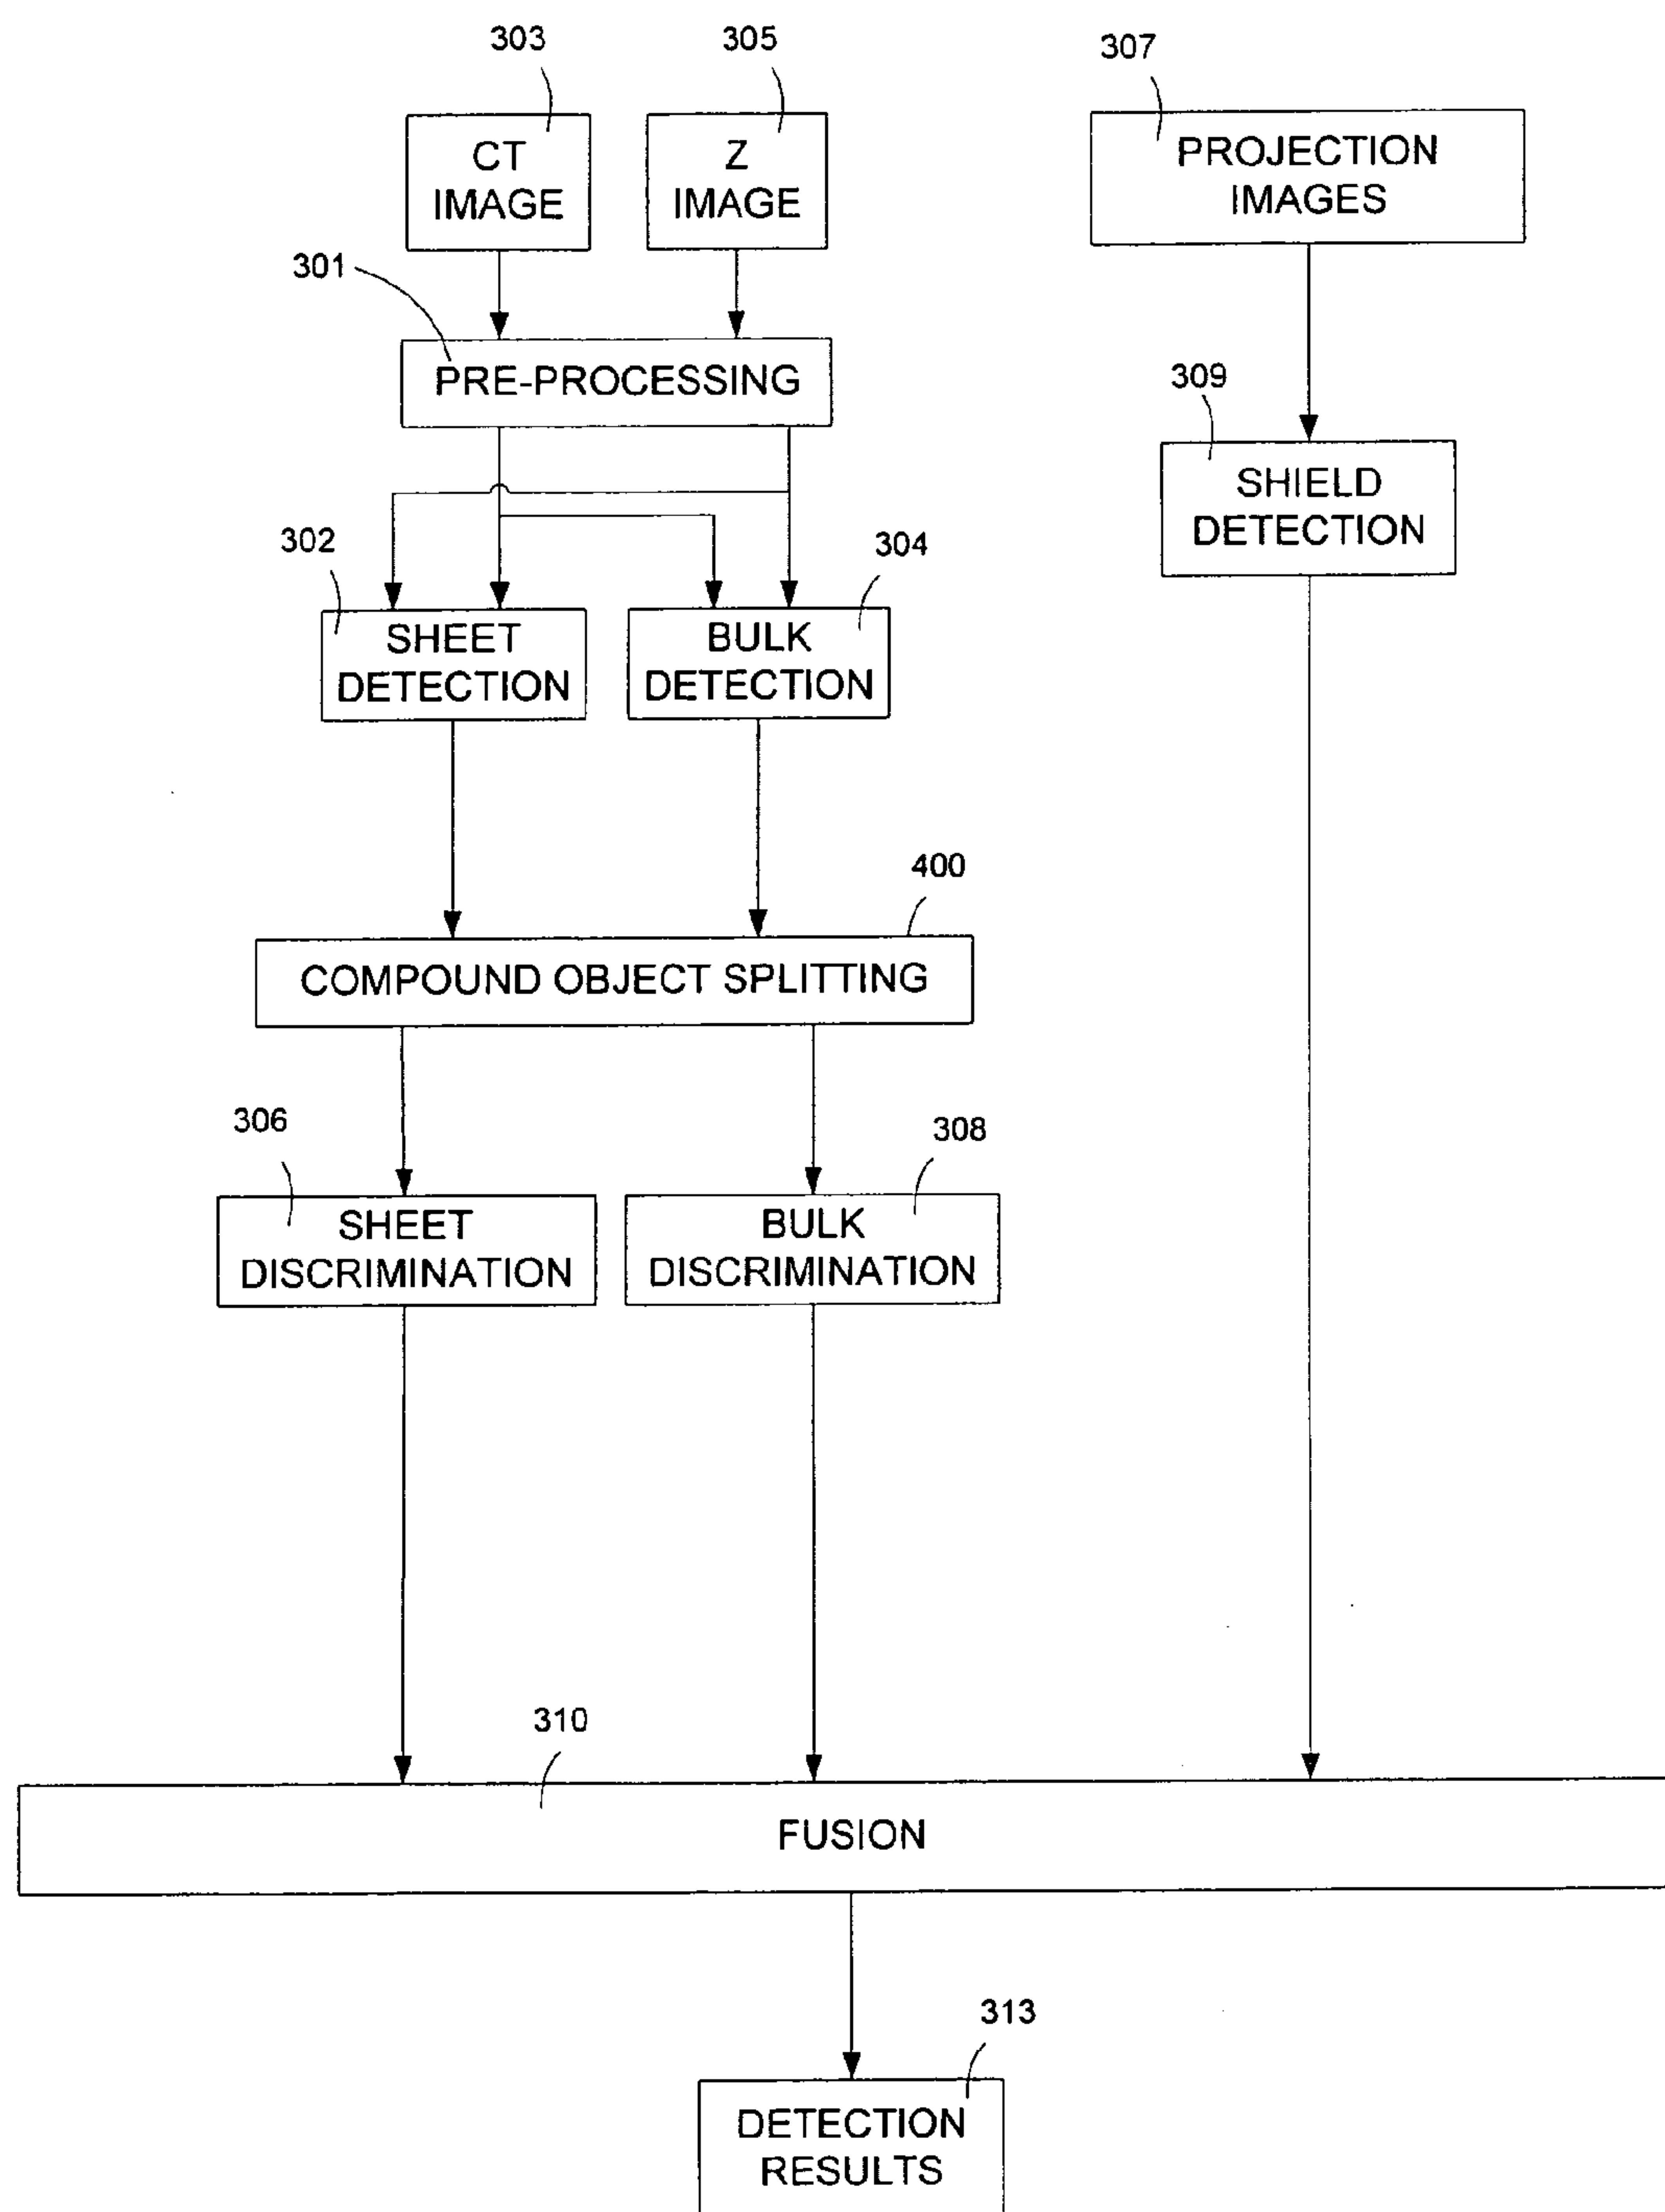 303
305
307
CT
IMAGE
Z
IMAGE
PROJECTION
IMAGES
301
PRE-PROCESSING
309
SHIELD
DETECTION
302
304
SHEET
DETECTION
BULK
DETECTION
400
COMPOUND OBJECT SPLITTING
306
308
SHEET
DISCRIMINATION
BULK
DISCRIMINATION
310
FUSION
313
DETECTION
RESULTS